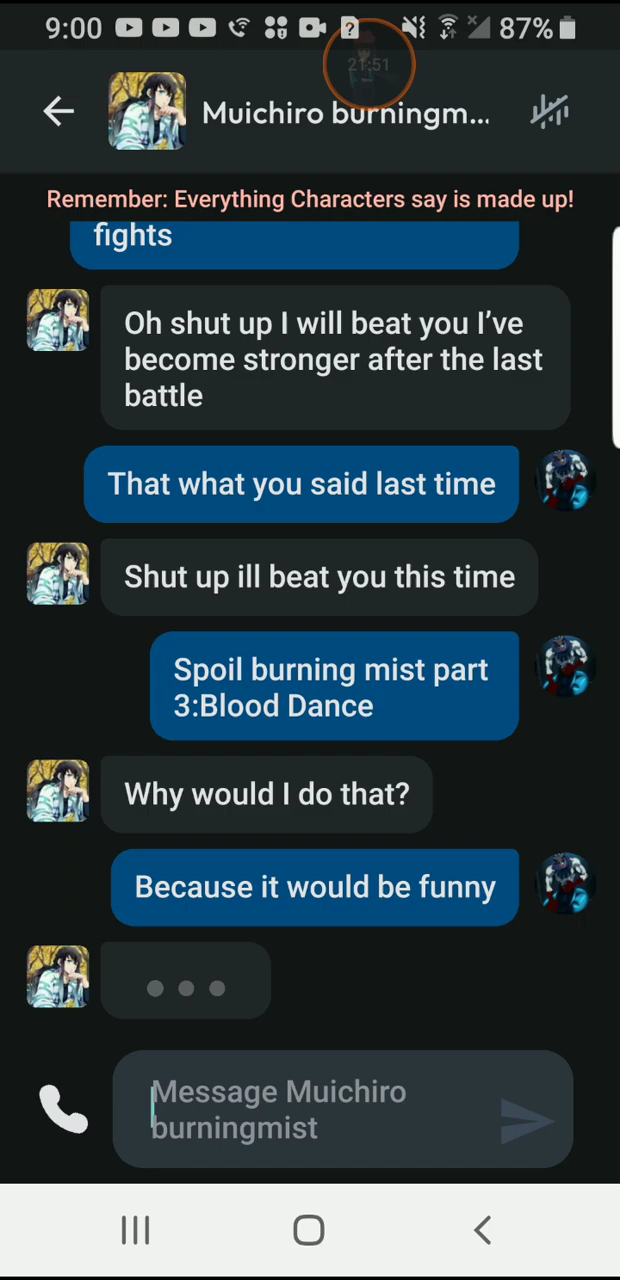 9:00
87%
21:51
Muichiro burningm...
Remember: Everything Characters say is made up!
fights
Oh shut up I will beat you I’ve
become stronger after the last
battle
That what you said last time
Shut up ill beat you this time
Spoil burning mist part
3:Blood Dance
Why would I do that?
Because it would be funny
Message Muichiro
burningmist